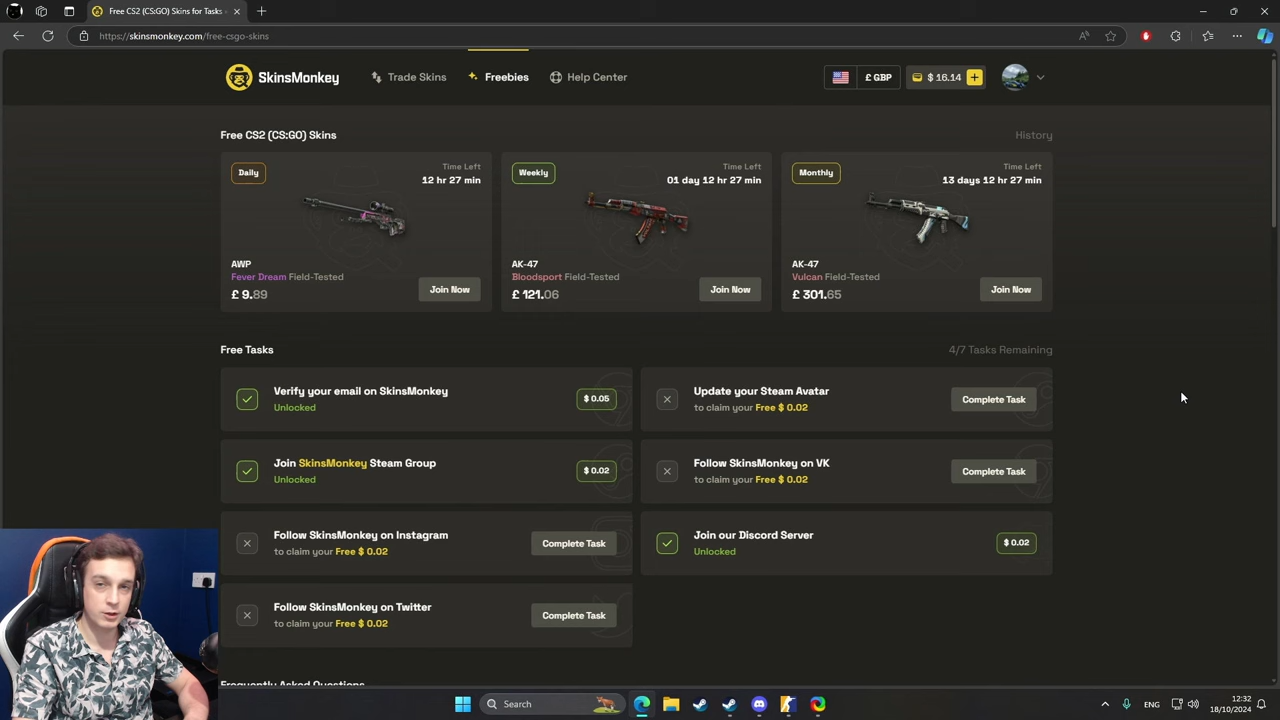 Free CS2 (CS:GO) Skins for Tasks
https://skinsmonkey.com/free-csgo-skins
SkinsMonkey
Trade Skins
Freebies
Help Center
£ GBP
$ 16.14
Free CS2 (CS:GO) Skins
History
Daily
Time Left
12 hr 27 min
AWP
Fever Dream Field-Tested
£ 9.89
Join Now
Weekly
Time Left
01 day 12 hr 27 min
AK-47
Bloodsport Field-Tested
£ 121.06
Join Now
Monthly
Time Left
13 days 12 hr 27 min
AK-47
Vulcan Field-Tested
£ 301.65
Join Now
Free Tasks
4/7 Tasks Remaining
Verify your email on SkinsMonkey
Unlocked
$ 0.05
Update your Steam Avatar
to claim your Free $ 0.02
Complete Task
Join SkinsMonkey Steam Group
Unlocked
$ 0.02
Follow SkinsMonkey on VK
to claim your Free $ 0.02
Complete Task
Follow SkinsMonkey on Instagram
to claim your Free $ 0.02
Complete Task
Join our Discord Server
Unlocked
$ 0.02
Follow SkinsMonkey on Twitter
to claim your Free $ 0.02
Complete Task
Frequently Asked Questions
Search
ENG
12:32
18/10/2024